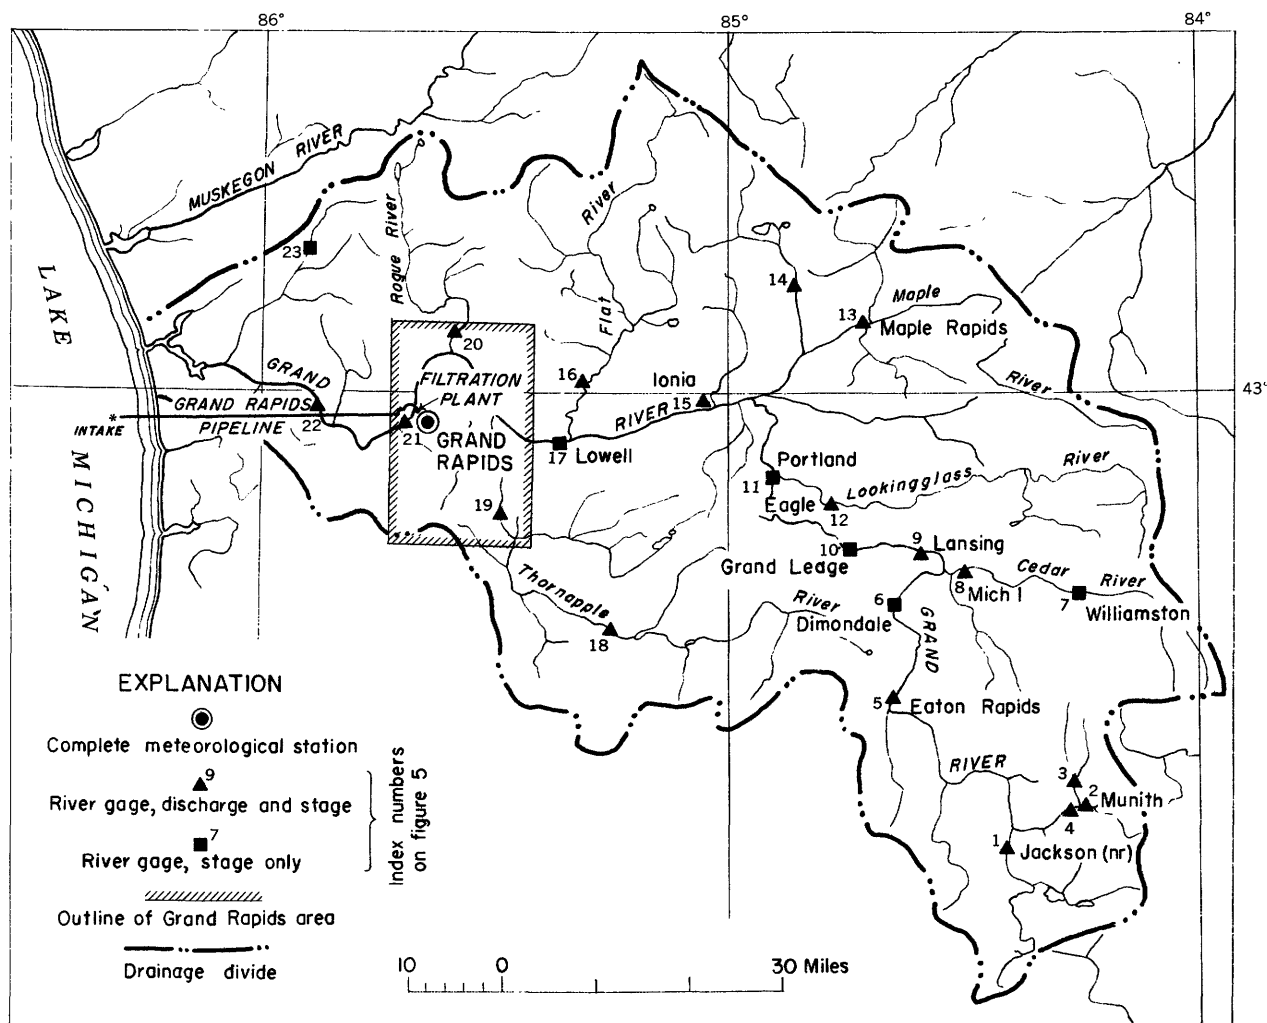 86°
85°
84°
MUSKEGON RIVER
River
Rogue River
23
LAKE
MICHIGAN
14
Maple
13
Maple Rapids
Flat
20
GRAND
FILTRATION
PLANT
16
Ionia
River
43°
GRAND RAPIDS
RIVER
15
INTAKE
*
PIPELINE
22
21
GRAND
RAPIDS
17
Lowell
Portland
River
11
Lookingglass
19
Eagle
12
9
Lansing
10
Grand Ledge
Cedar
River
8
Mich I
7
Williamston
Thornapple
River
6
Dimondale
18
GRAND
5
Eaton Rapids
RIVER
3
2
Munith
4
1
Jackson (nr)
EXPLANATION
Complete meteorological station
9
River gage, discharge and stage
7
River gage, stage only
Index numbers
on figure 5
Outline of Grand Rapids area
Drainage divide
10
0
30 Miles